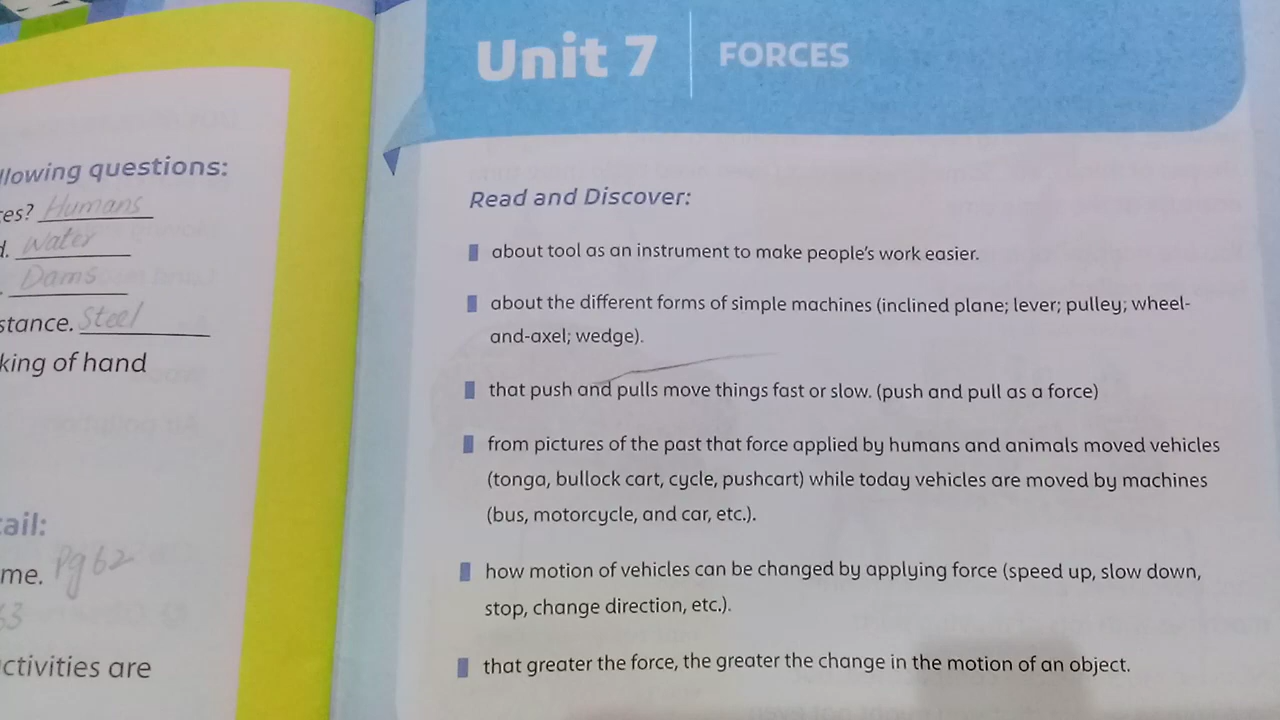 llowing questions:
es? Humans
d. Water
Dams
stance. Steel
king of hand
ail:
me. Pg 62
63
ctivities are
Unit 7 FORCES
Read and Discover:
about tool as an instrument to make people's work easier.
about the different forms of simple machines (inclined plane; lever; pulley; wheel-
and-axel; wedge).
that push and pulls move things fast or slow. (push and pull as a force)
from pictures of the past that force applied by humans and animals moved vehicles
(tonga, bullock cart, cycle, pushcart) while today vehicles are moved by machines
(bus, motorcycle, and car, etc.).
how motion of vehicles can be changed by applying force (speed up, slow down,
stop, change direction, etc.).
that greater the force, the greater the change in the motion of an object.